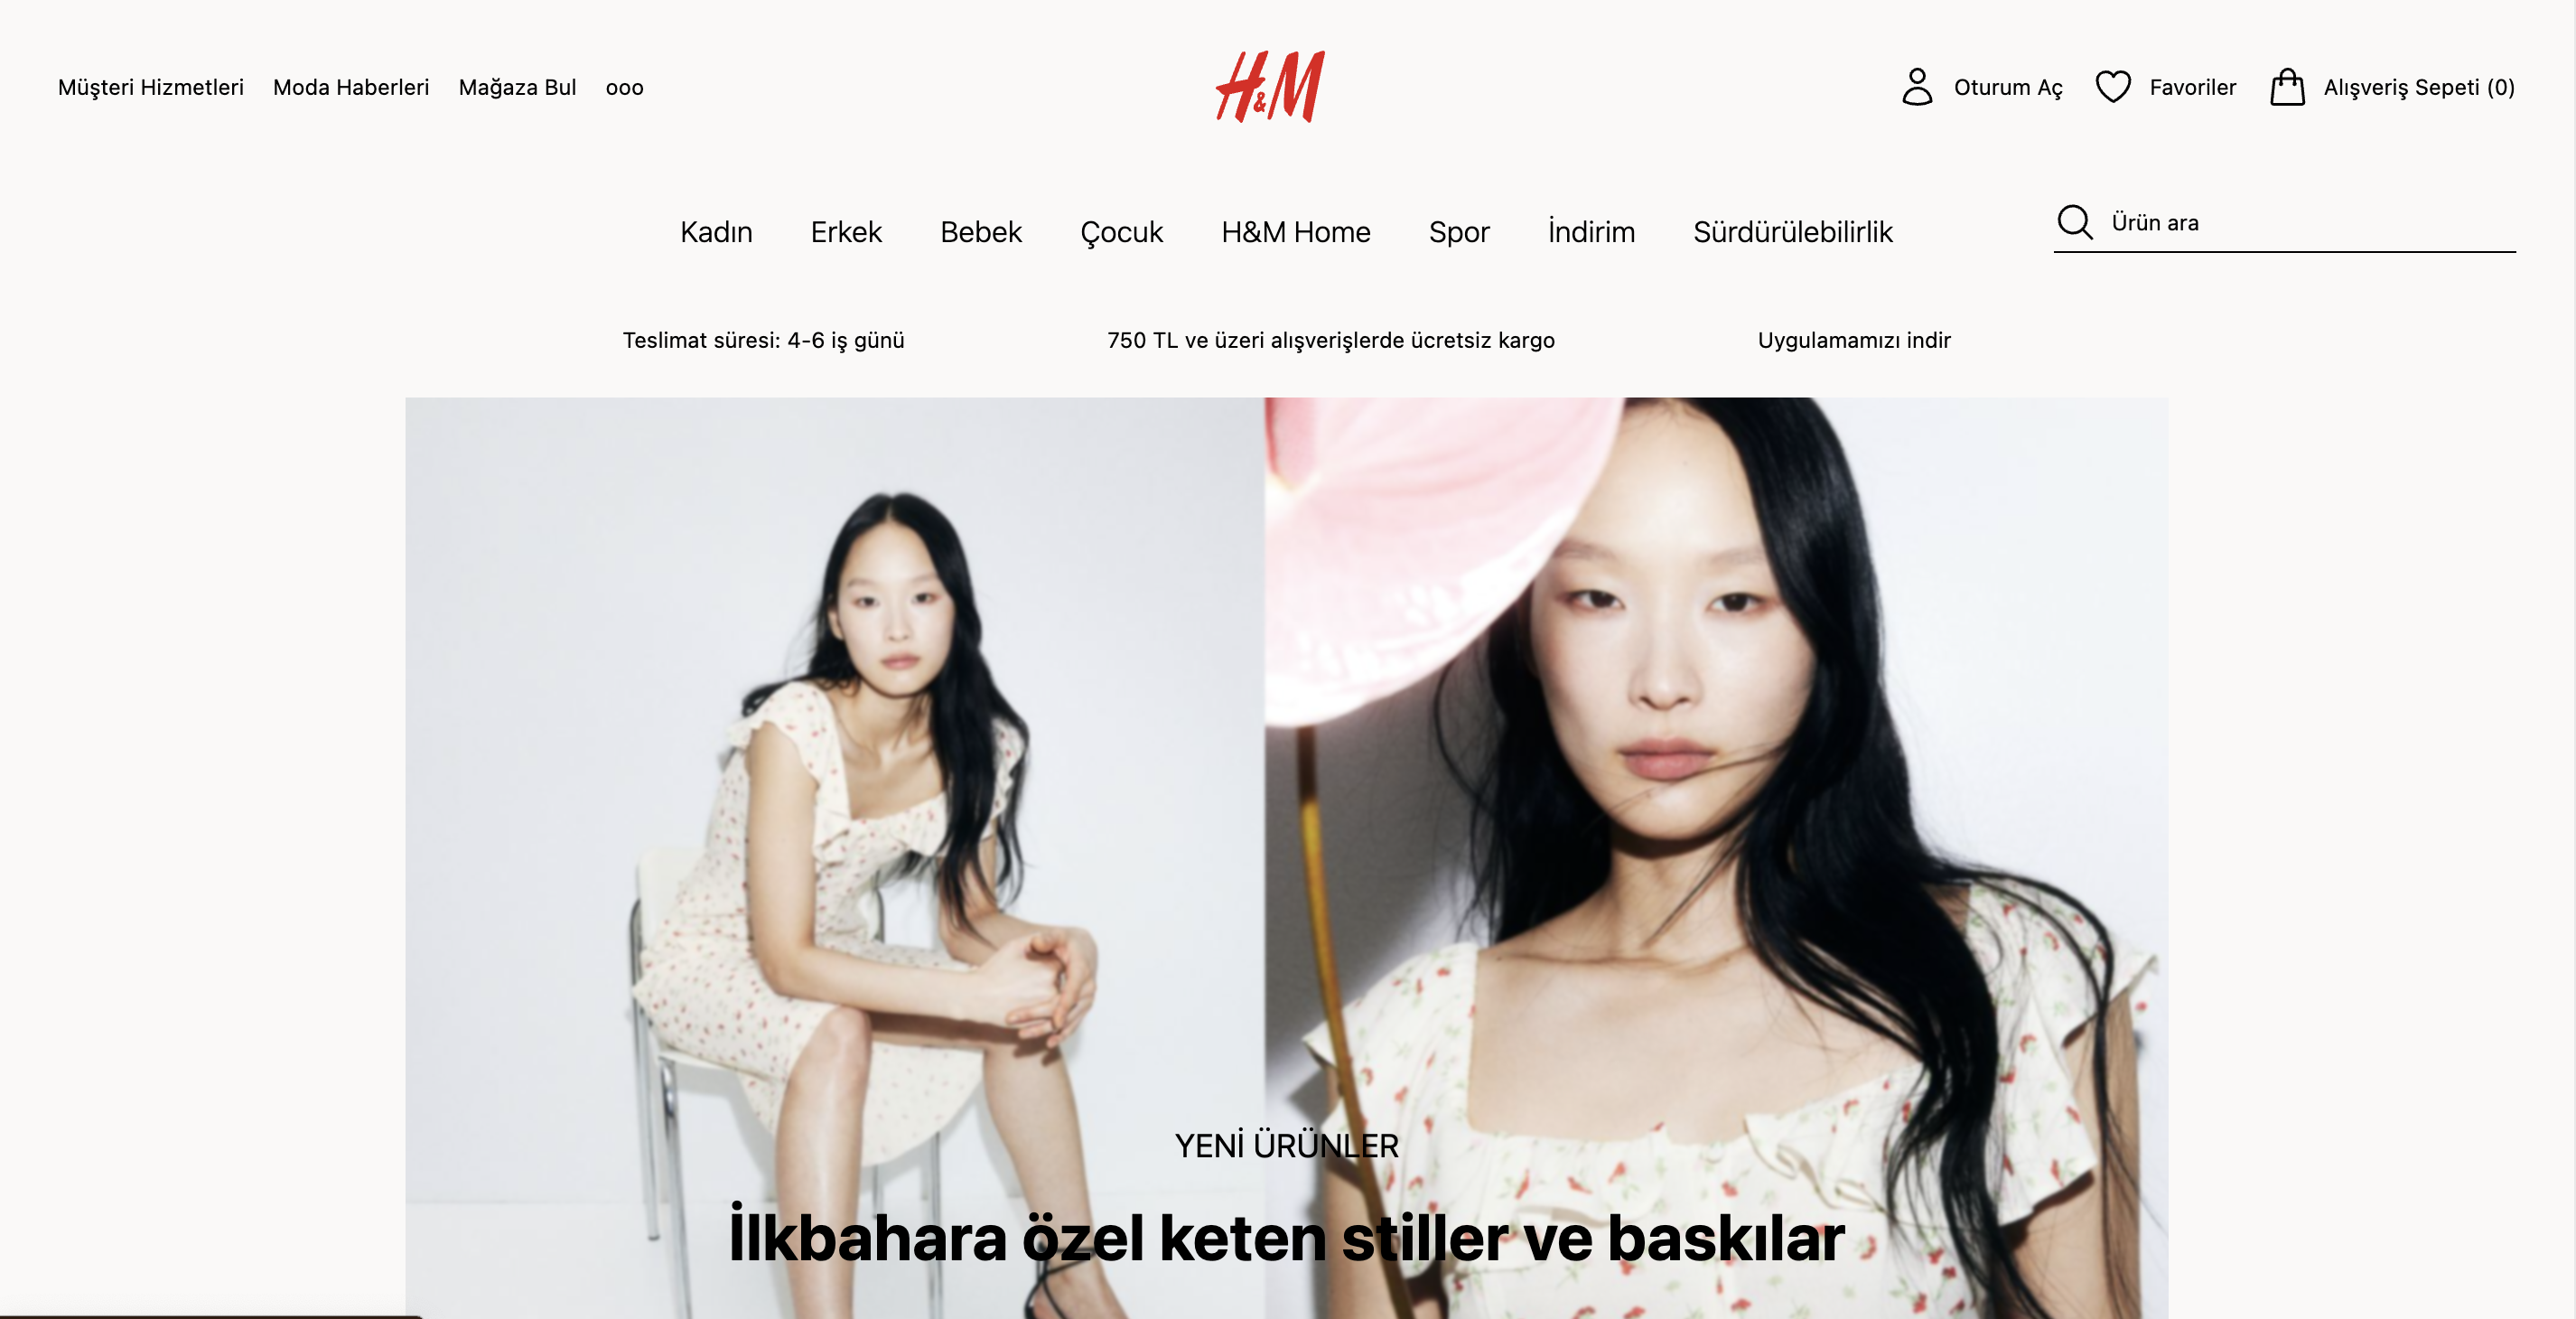 Müşteri Hizmetleri Moda Haberleri Mağaza Bul ooo H&M Oturum Aç Favoriler Alışveriş Sepeti (0)
Kadın Erkek Bebek Çocuk H&M Home Spor İndirim Sürdürülebilirlik Ürün ara
Teslimat süresi: 4-6 iş günü 750 TL ve üzeri alışverişlerde ücretsiz kargo Uygulamamızı indir
YENİ ÜRÜNLER
İlkbahara özel keten stiller ve baskılar